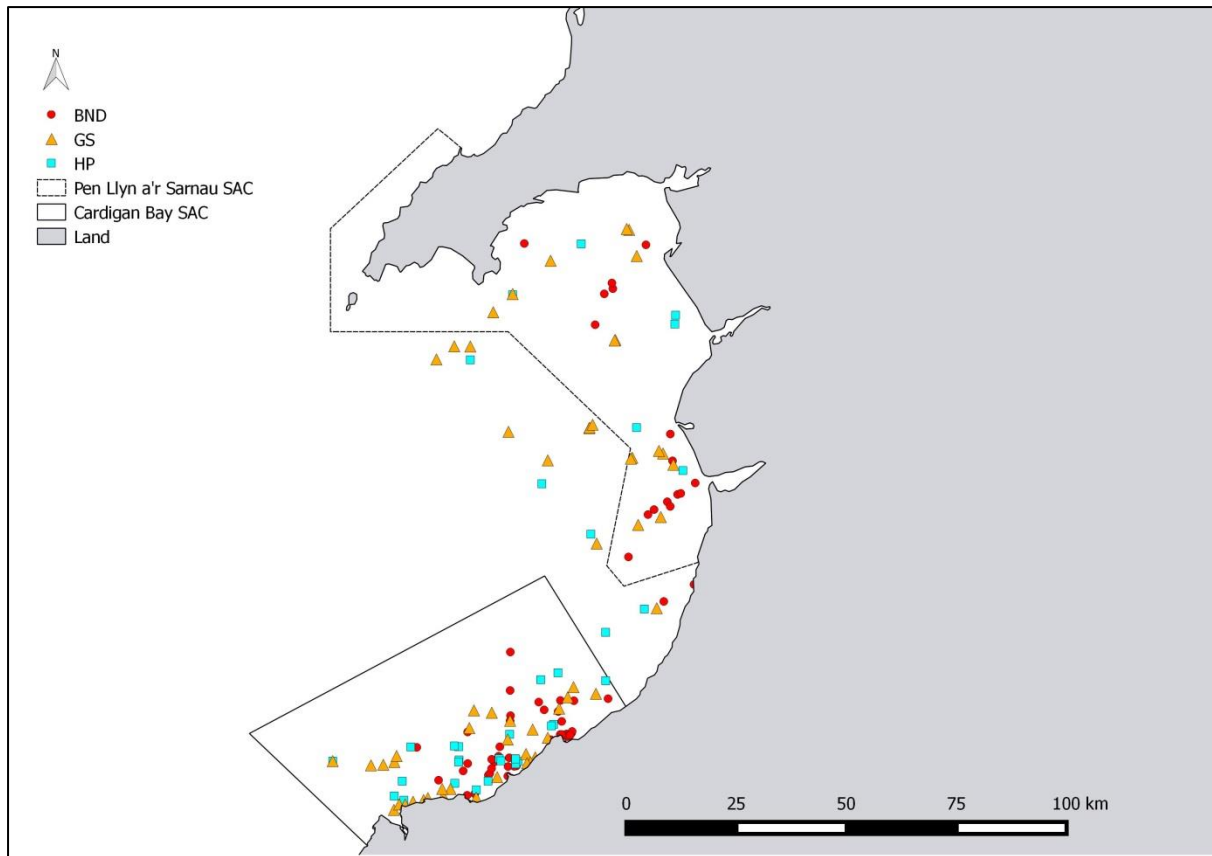 N
BND
GS
HP
Pen Llyn a'r Sarnau SAC
Cardigan Bay SAC
Land
0 25 50 75 100 km